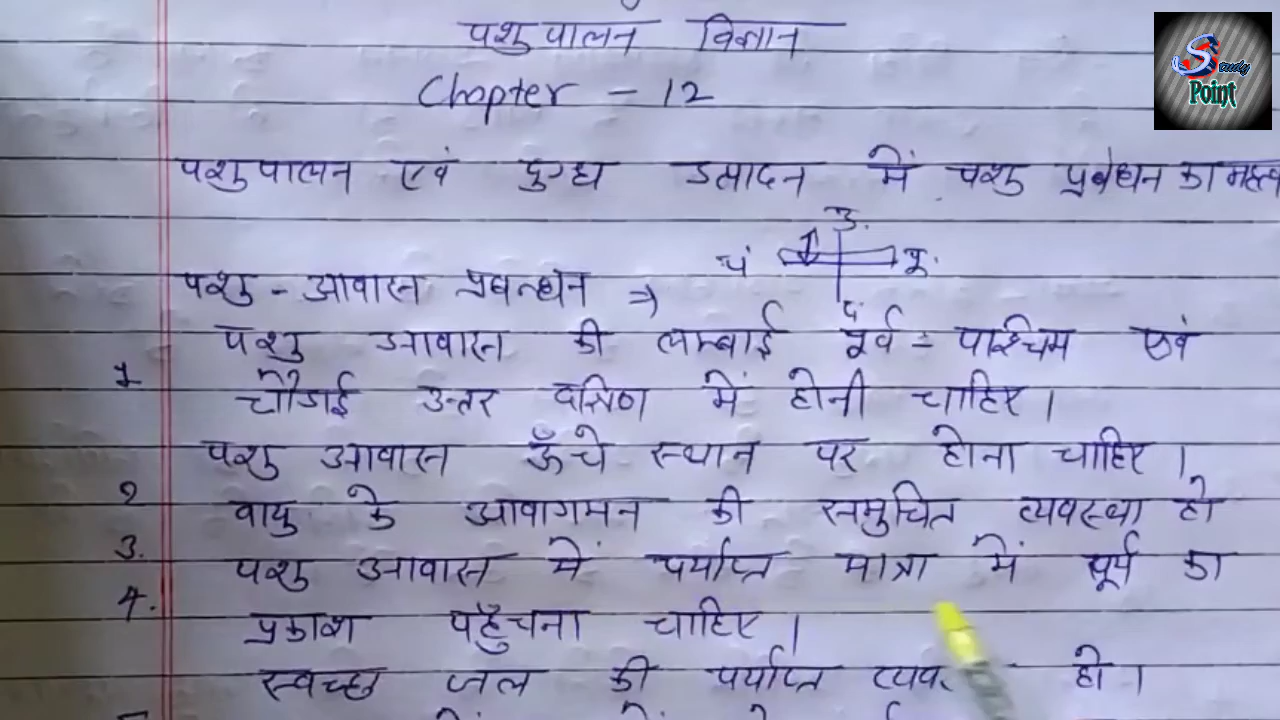 पशुपालन विज्ञान
Study Point
Chapter - 12
पशुपालन एवं दुग्ध उत्पादन में पशु प्रबंधन का महत्व
उ.
पं पू.
द.
पशु - आवास प्रबन्धन ⇒
पशु आवास की लम्बाई पूर्व - पश्चिम एवं
1 चौड़ाई उत्तर दक्षिण में होनी चाहिए।
पशु आवास ऊँचे स्थान पर होना चाहिए।
2 वायु के आवागमन की समुचित व्यवस्था हो
3. पशु आवास में पर्याप्त मात्रा में सूर्य का
4. प्रकाश पहुँचना चाहिए।
स्वच्छ जल की पर्याप्त हो।